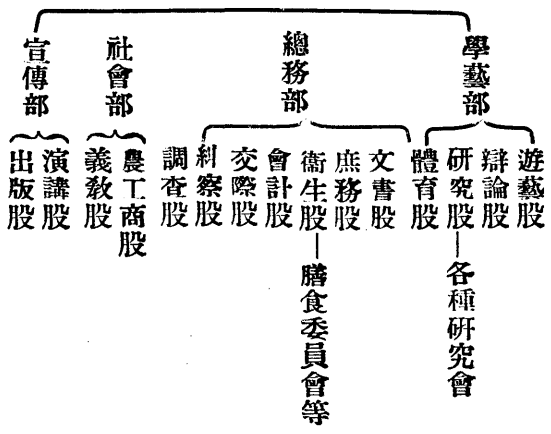 學藝部
遊藝股
辯論股
研究股
各種研究會
體育股
總務部
文書股
庶務股
衞生股
膳食委員會等
會計股
交際股
糾察股
調查股
社會部
農工商股
義教股
宣傳部
演講股
出版股